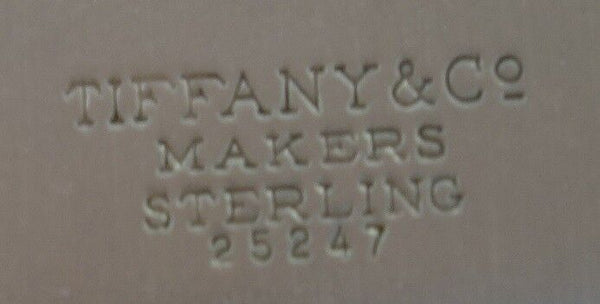 TIFFANY & Cº
MAKERS
STERLING
25247